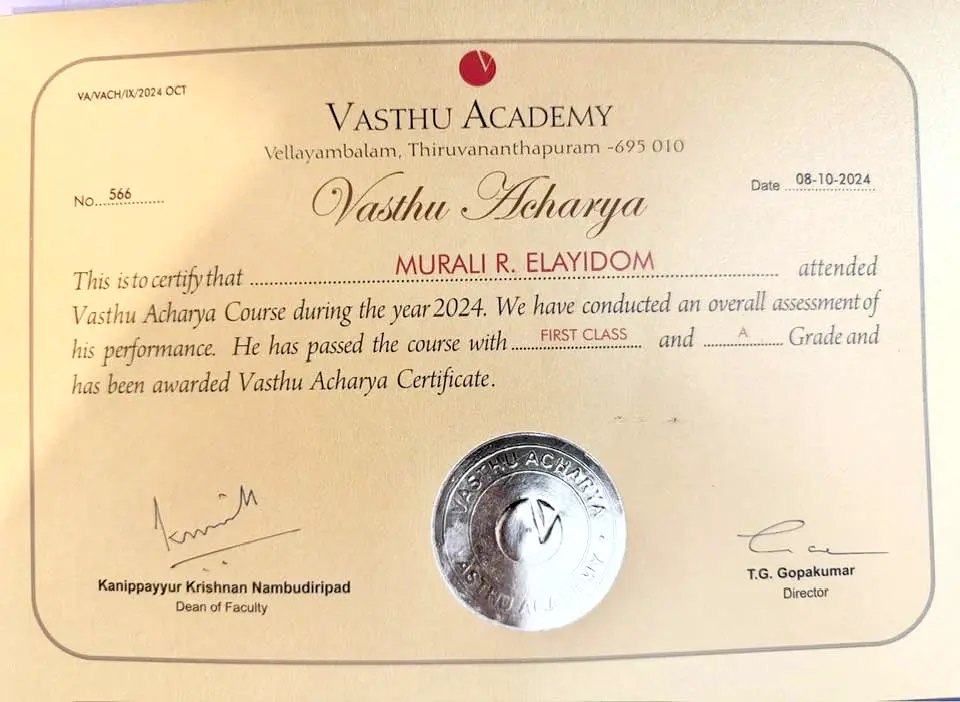 VA/VACH/IX/2024 OCT
VASTHU ACADEMY
Vellayambalam, Thiruvananthapuram -695 010
No...566........
Date ..08-10-2024..
Vasthu Acharya
This is to certify that ........ MURALI R. ELAYIDOM ........ attended
Vasthu Acharya Course during the year 2024. We have conducted an overall assessment of
his performance. He has passed the course with ...FIRST CLASS... and ...A... Grade and
has been awarded Vasthu Acharya Certificate.
VASTHU ACHARYA
VASTHU ACADEMY
Kanippayyur Krishnan Nambudiripad
Dean of Faculty
T.G. Gopakumar
Director